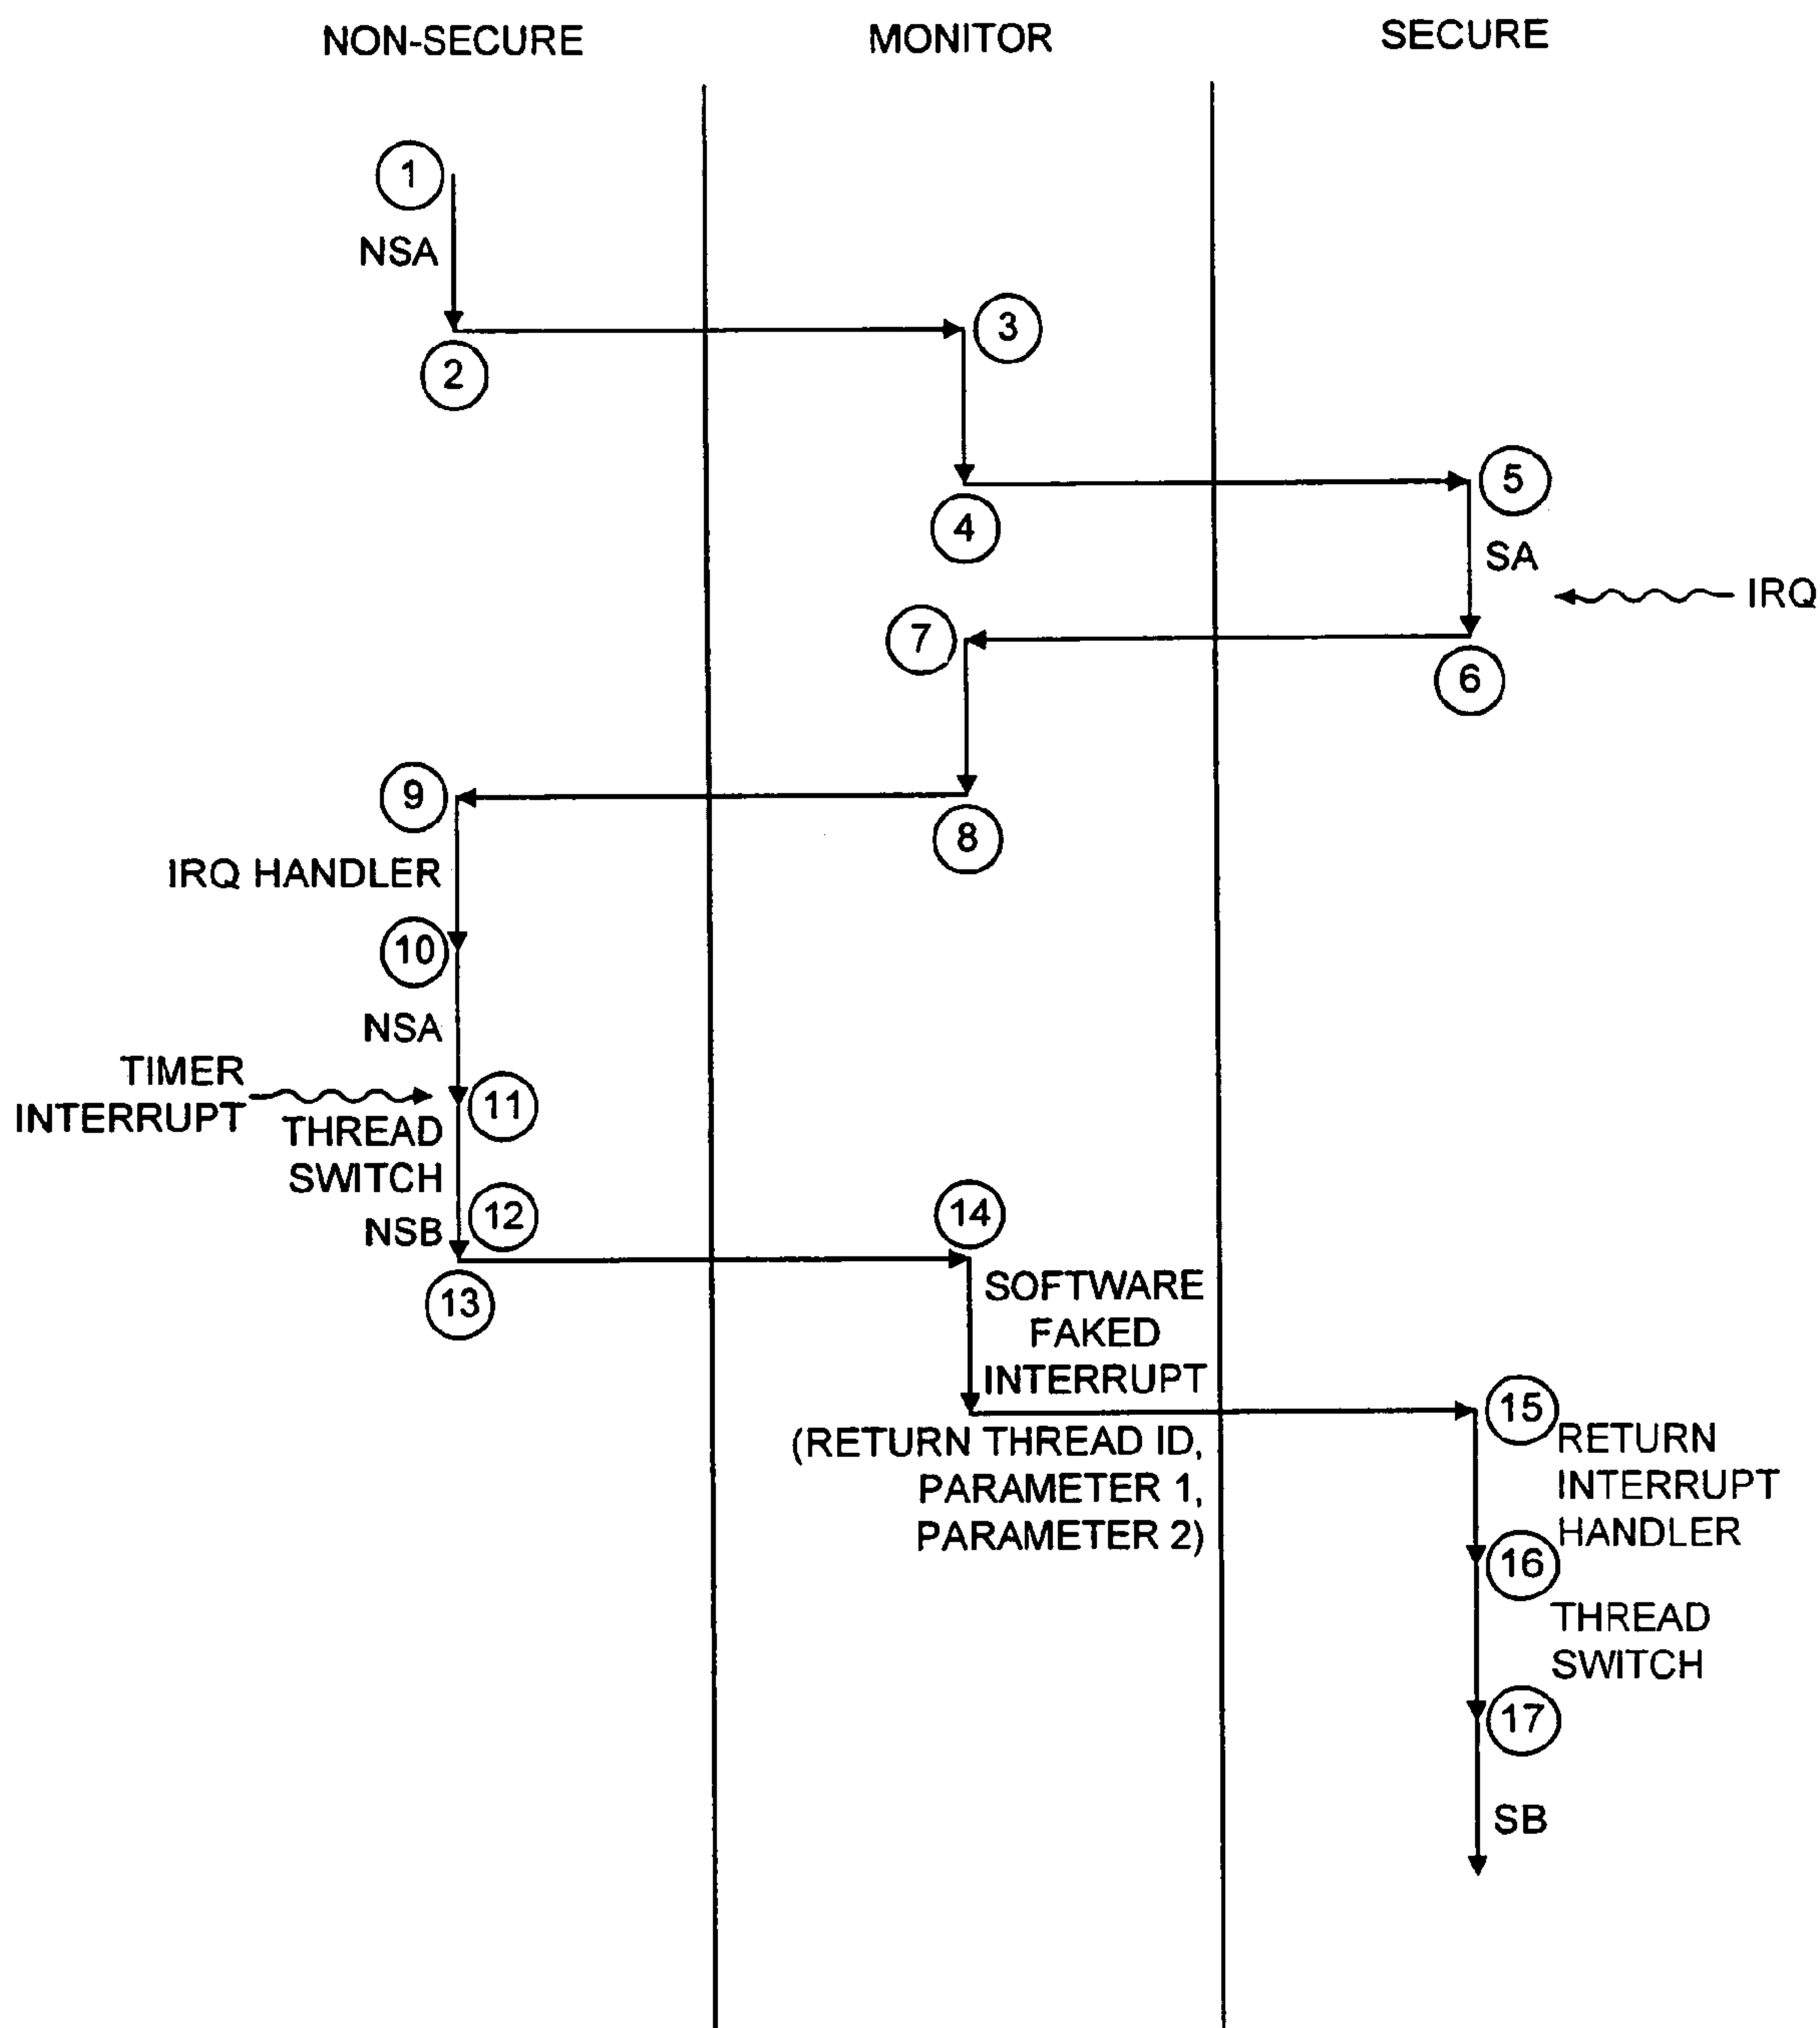 NON-SECURE
MONITOR
SECURE
1
NSA
2
3
4
5
SA
IRQ
6
7
8
9
IRQ HANDLER
10
NSA
TIMER
INTERRUPT
11
THREAD
SWITCH
12
NSB
13
14
SOFTWARE
FAKED
INTERRUPT
(RETURN THREAD ID,
PARAMETER 1,
PARAMETER 2)
15
RETURN
INTERRUPT
HANDLER
16
THREAD
SWITCH
17
SB